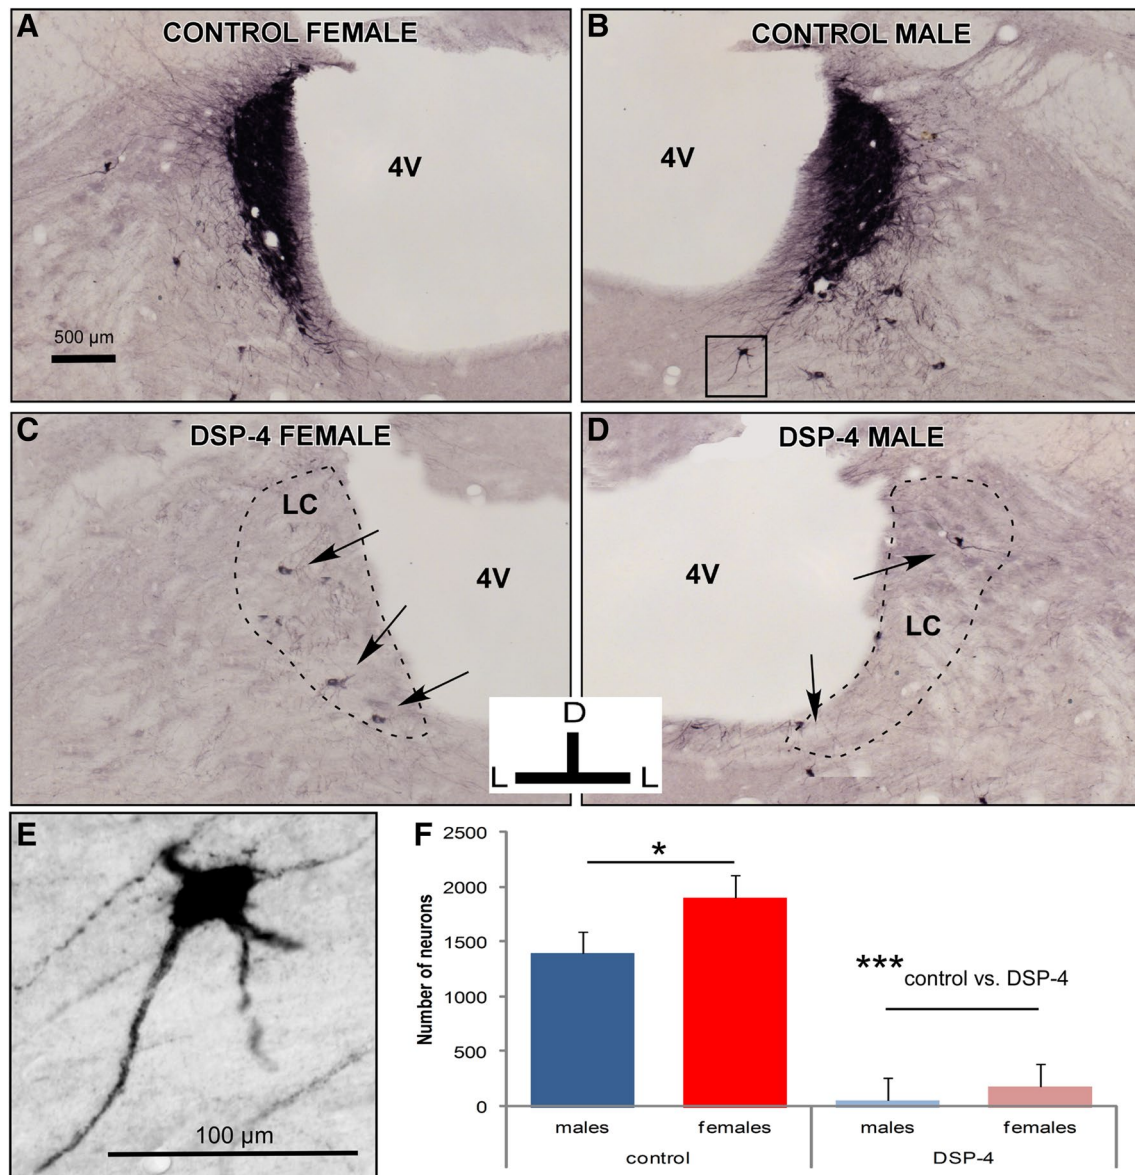 A
CONTROL FEMALE
4V
500 µm
B
CONTROL MALE
4V
C
DSP-4 FEMALE
LC
4V
D
DSP-4 MALE
4V
LC
D
L L
E
100 µm
F
Number of neurons
2500
2000
1500
1000
500
0
*
***control vs. DSP-4
males females males females
control DSP-4